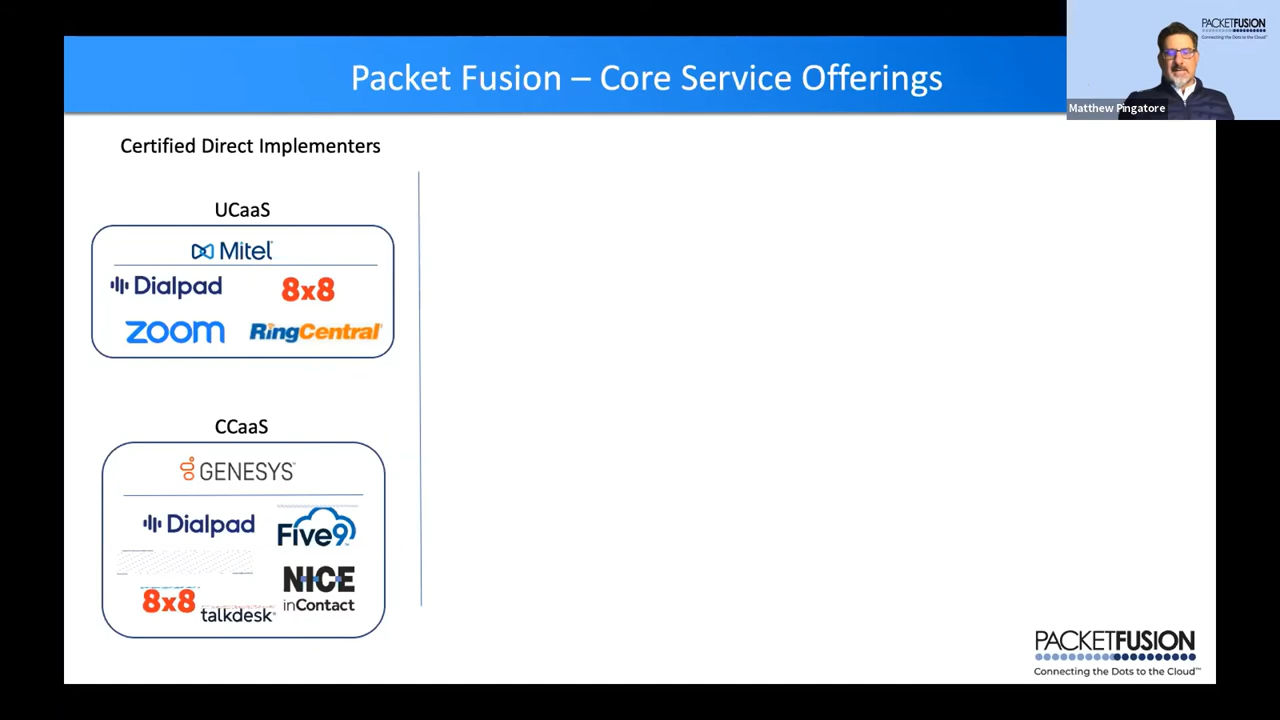 Packet Fusion – Core Service Offerings
PACKETFUSION
Connecting the Dots to the Cloud
Matthew Pingatore
Certified Direct Implementers
UCaaS
Mitel
Dialpad 8x8
zoom RingCentral
CCaaS
GENESYS
Dialpad Five9
NICE
inContact
8x8 talkdesk
PACKETFUSION
Connecting the Dots to the Cloud™